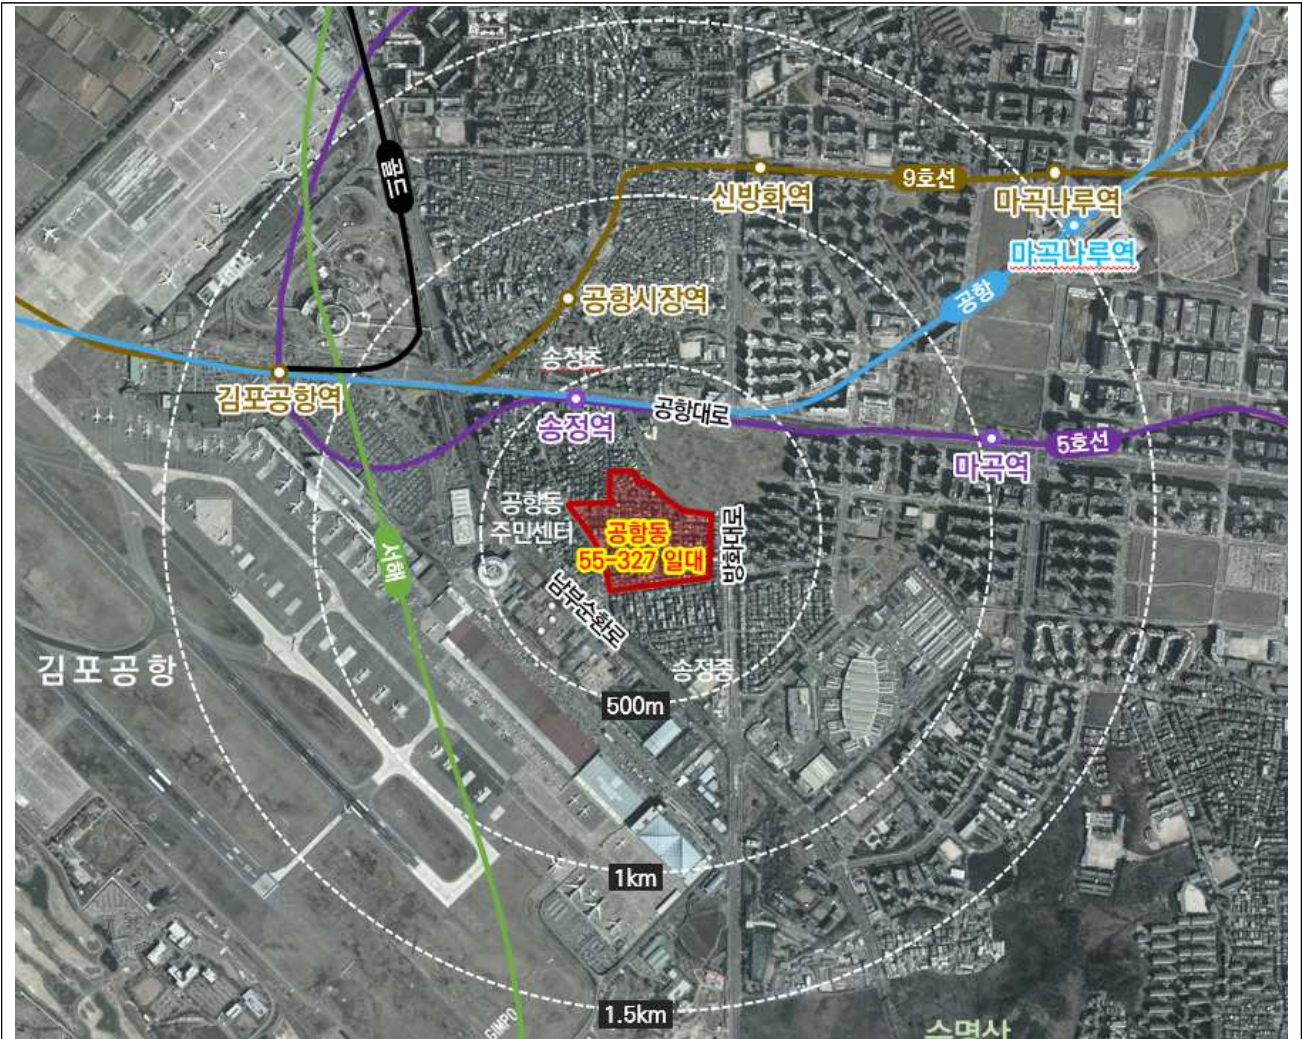 골드
신방화역
9호선
마곡나루역
마곡나루역
공항
공항시장역
송정초
김포공항역
송정역
공항대로
마곡역
5호선
공항동
주민센터
공항동
55-327 일대
방화대로
서해
남부순환로
김포공항
송정중
500m
1km
1.5km
GIMPO
수명산